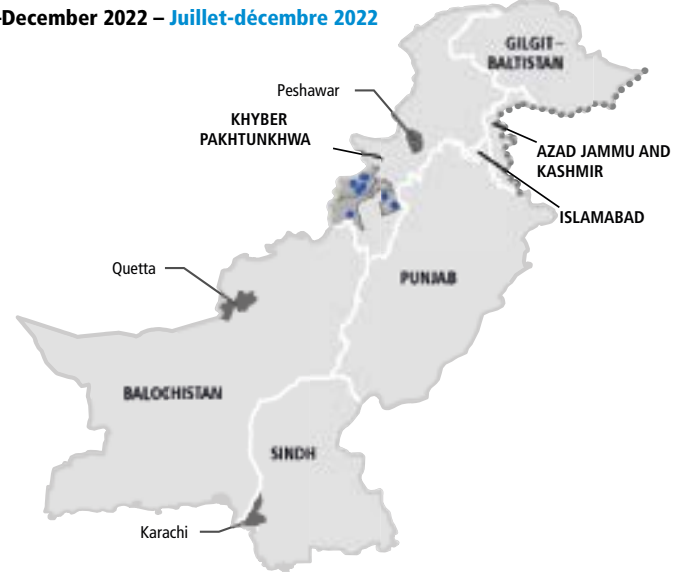 -December 2022 – Juillet-décembre 2022
GILGIT–
BALTISTAN
Peshawar
KHYBER
PAKHTUNKHWA
AZAD JAMMU AND
KASHMIR
ISLAMABAD
Quetta
PUNJAB
BALOCHISTAN
SINDH
Karachi